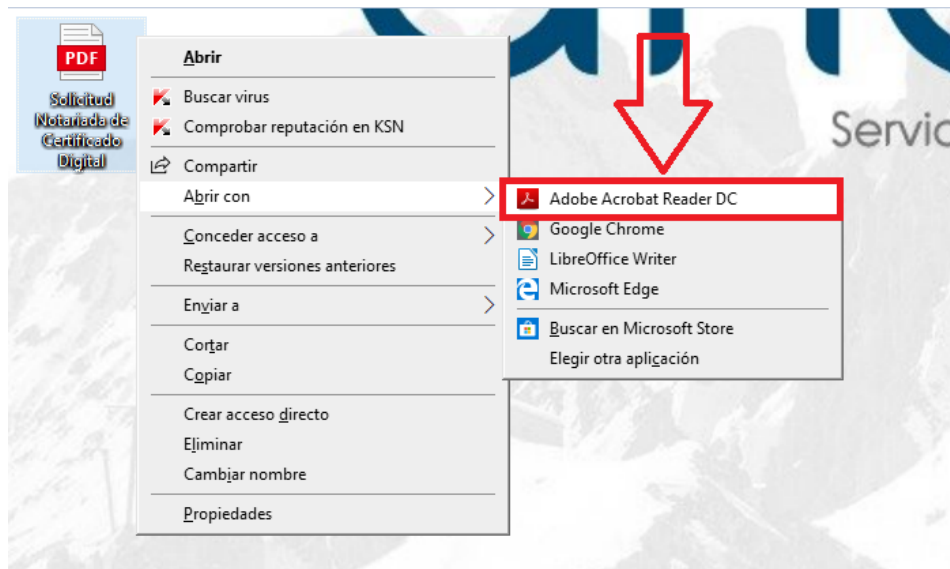 PDF
Solicitud
Notariada de
Certificado
Digital
Abrir
Buscar virus
Comprobar reputación en KSN
Compartir
Abrir con
Conceder acceso a
Restaurar versiones anteriores
Enviar a
Cortar
Copiar
Crear acceso directo
Eliminar
Cambiar nombre
Propiedades
Adobe Acrobat Reader DC
Google Chrome
LibreOffice Writer
Microsoft Edge
Buscar en Microsoft Store
Elegir otra aplicación